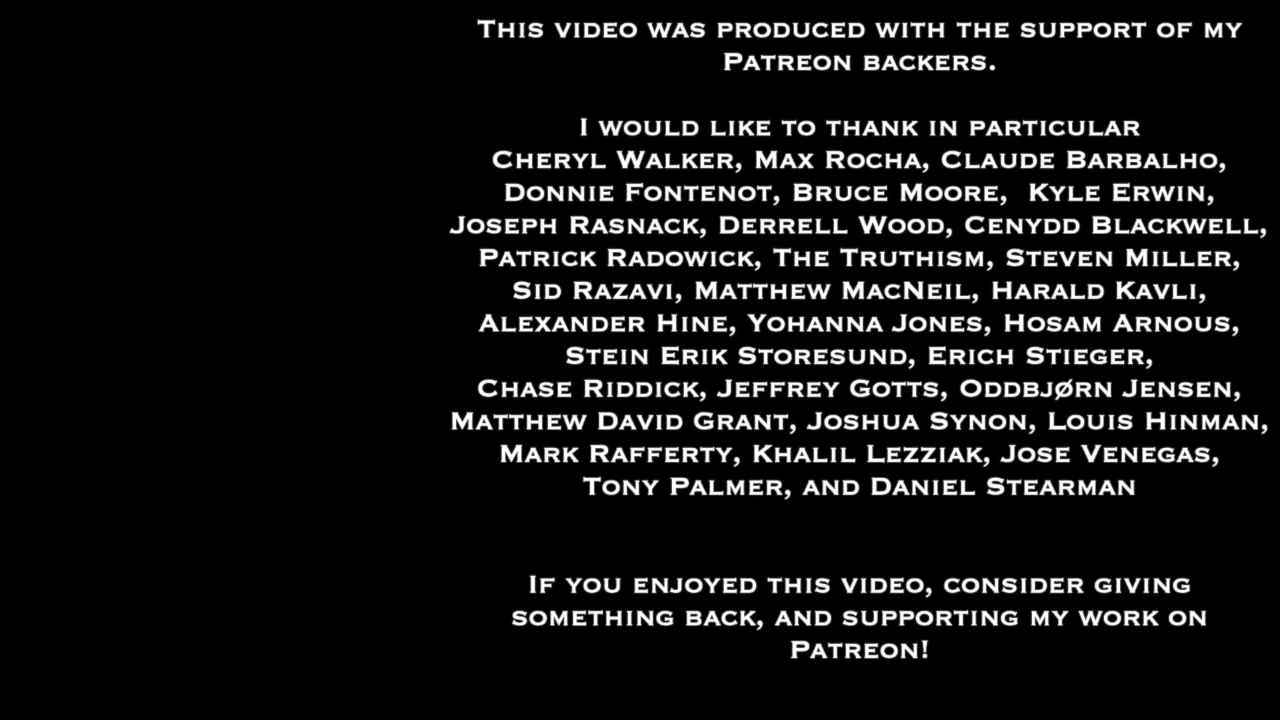 This video was produced with the support of my
Patreon backers.
I would like to thank in particular
Cheryl Walker, Max Rocha, Claude Barbalho,
Donnie Fontenot, Bruce Moore, Kyle Erwin,
Joseph Rasnack, Derrell Wood, Cenydd Blackwell,
Patrick Radowick, The Truthism, Steven Miller,
Sid Razavi, Matthew MacNeil, Harald Kavli,
Alexander Hine, Yohanna Jones, Hosam Arnous,
Stein Erik Storesund, Erich Stieger,
Chase Riddick, Jeffrey Gotts, Oddbjørn Jensen,
Matthew David Grant, Joshua Synon, Louis Hinman,
Mark Rafferty, Khalil Lezziak, Jose Venegas,
Tony Palmer, and Daniel Stearman
If you enjoyed this video, consider giving
something back, and supporting my work on
Patreon!